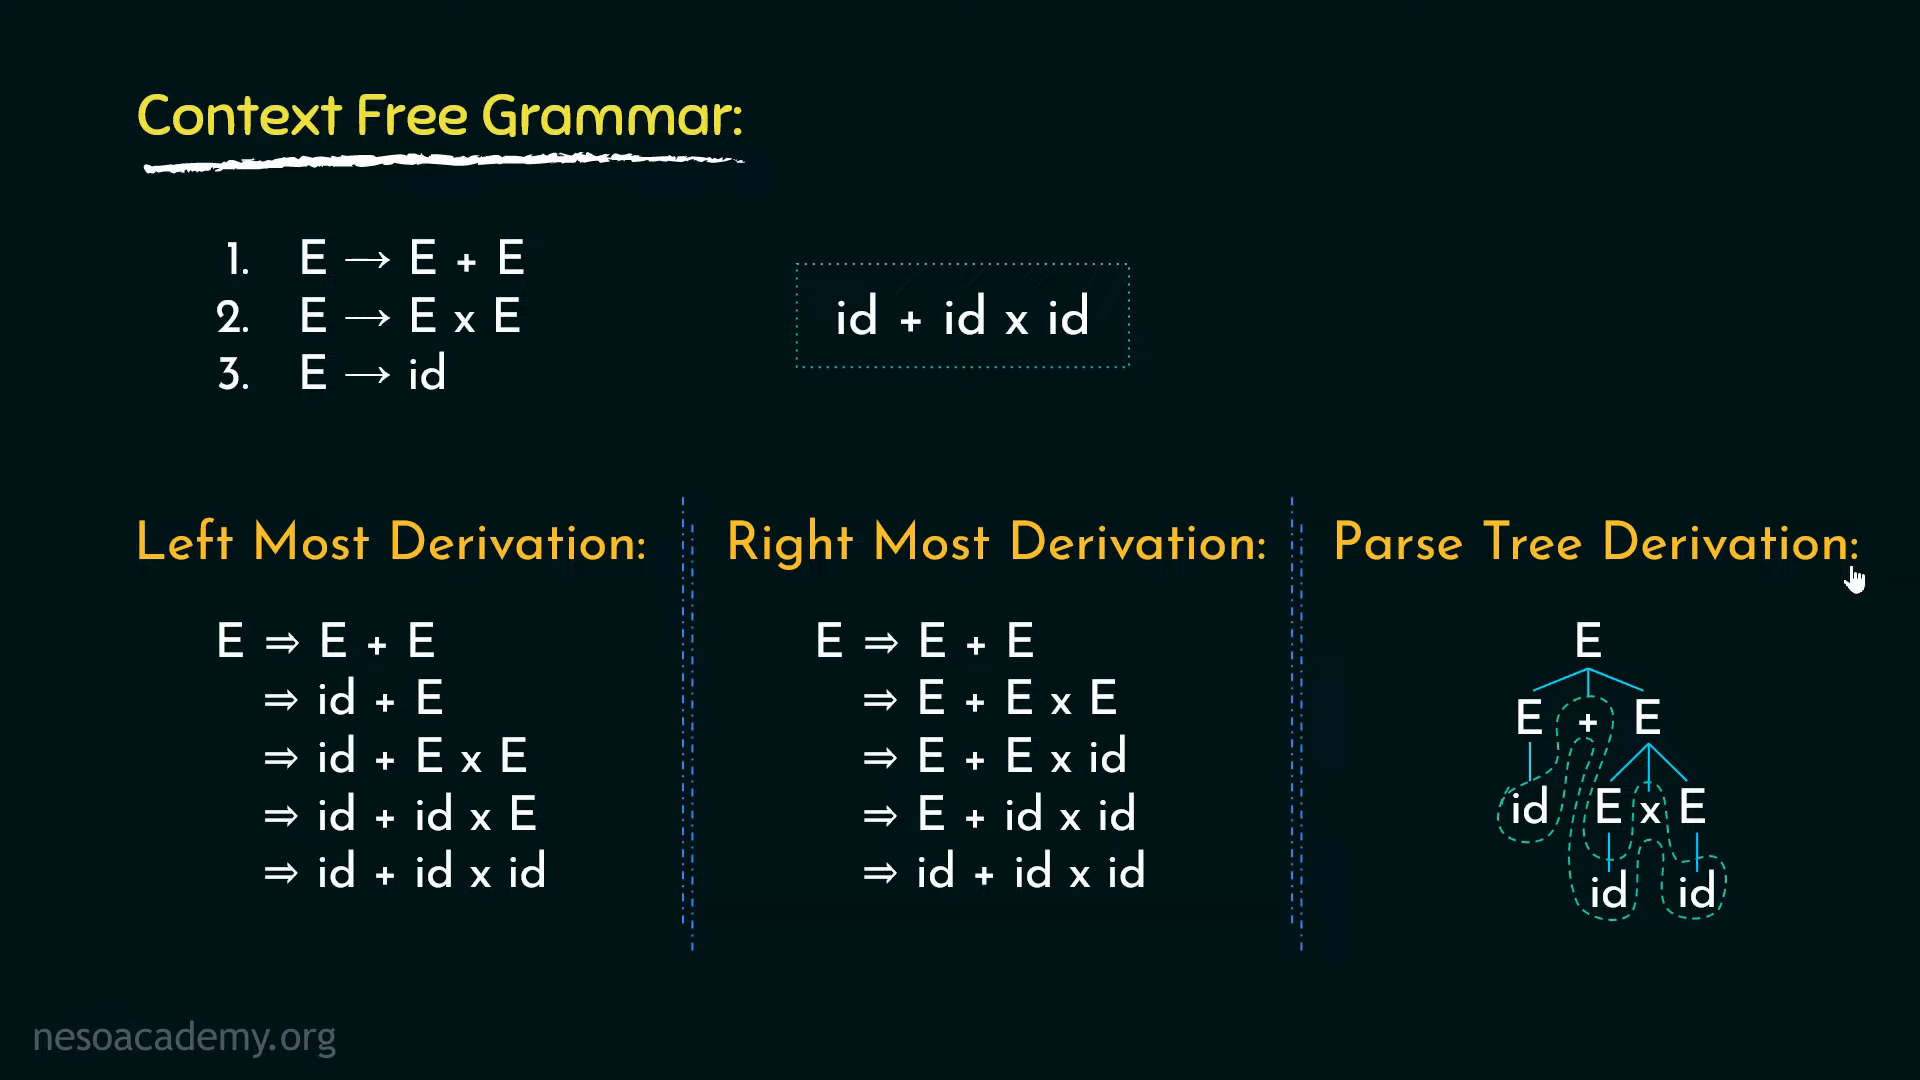 Context Free Grammar:
1. E → E + E
2. E → E x E
3. E → id
id + id x id
Left Most Derivation:
E ⇒ E + E
⇒ id + E
⇒ id + E x E
⇒ id + id x E
⇒ id + id x id
Right Most Derivation:
E ⇒ E + E
⇒ E + E x E
⇒ E + E x id
⇒ E + id x id
⇒ id + id x id
Parse Tree Derivation:
E
E + E
id E x E
id id
nesoacademy.org